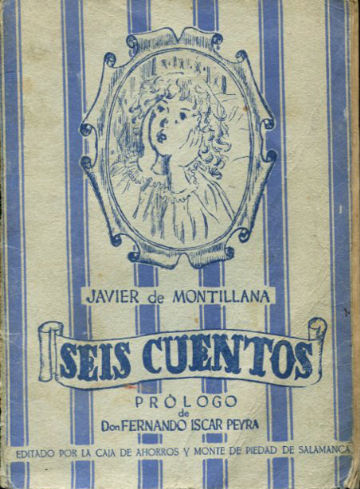 JAVIER de MONTILLANA
SEIS CUENTOS
PRÓLOGO
de
Don FERNANDO ISCAR PEYRA
EDITADO POR LA CAJA DE AHORROS Y MONTE DE PIEDAD DE SALAMANCA